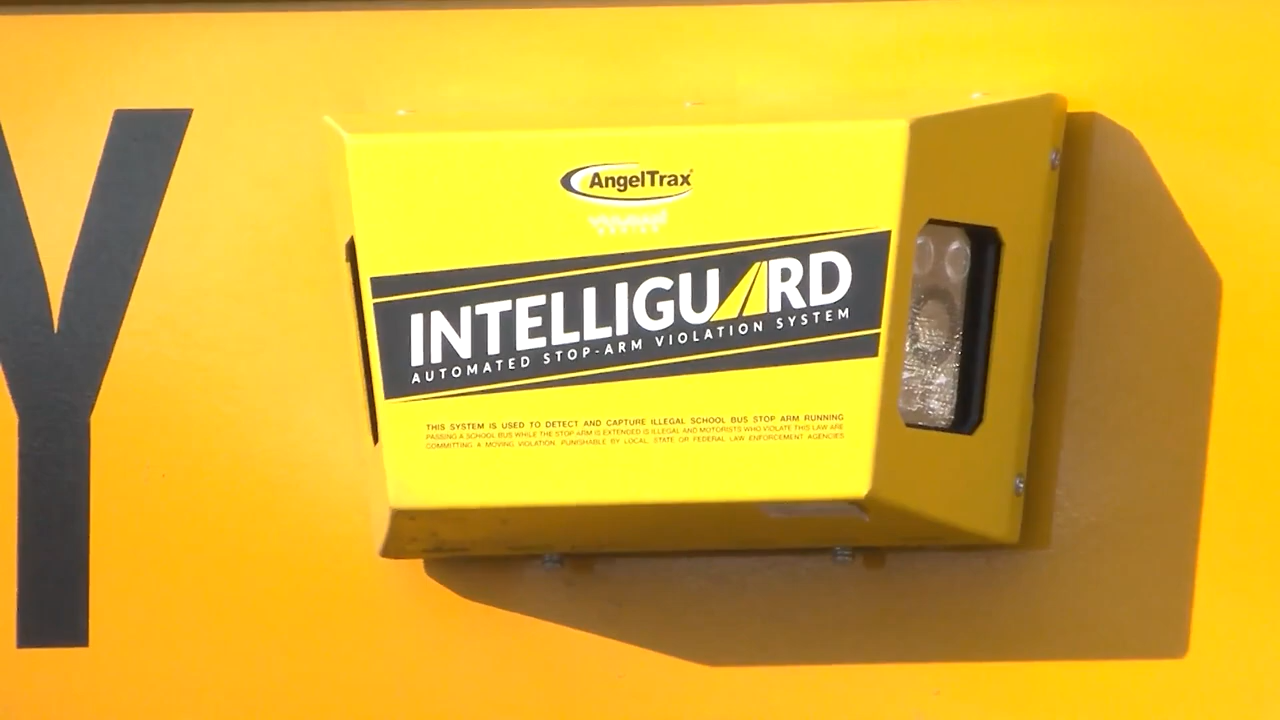 Y
AngelTrax
INTELLIGUARD
AUTOMATED STOP-ARM VIOLATION SYSTEM
THIS SYSTEM IS USED TO DETECT AND CAPTURE ILLEGAL SCHOOL BUS STOP ARM RUNNING
PASSING A SCHOOL BUS WHILE THE STOP-ARM IS EXTENDED IS ILLEGAL AND MOTORISTS WHO VIOLATE THIS LAW ARE
COMMITTING A MOVING VIOLATION. PUNISHABLE BY LOCAL, STATE OR FEDERAL LAW ENFORCEMENT AGENCIES